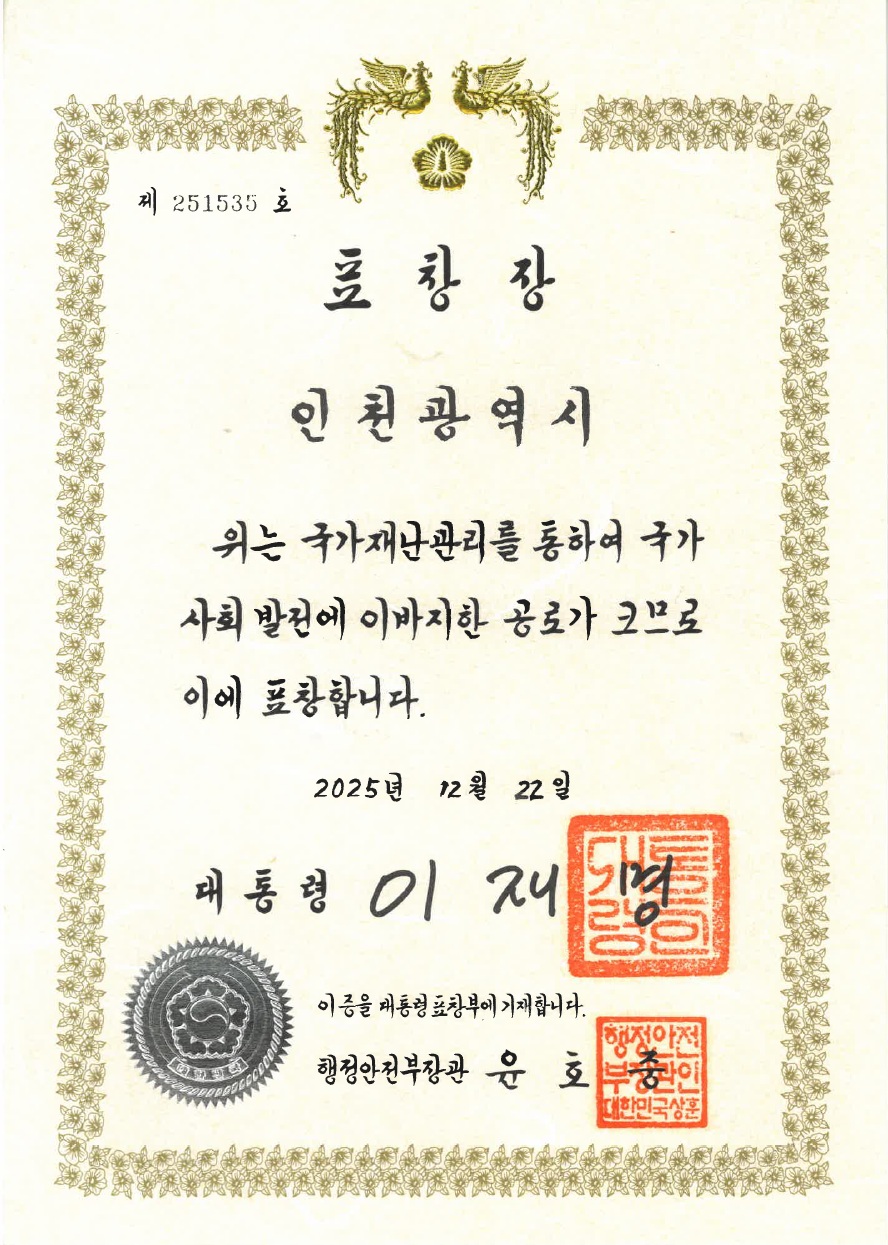 제 251535 호
표 창 장
인 천 광 역 시
위는 국가재난관리를 통하여 국가
사회 발전에 이바지한 공로가 크므로
이에 표창합니다.
2025년 12월 22일
대 통 령 이 재 명
이 증을 대통령표창부에 기재합니다.
행정안전부장관 윤 호 중
행정안전
부장관인
대한민국상훈